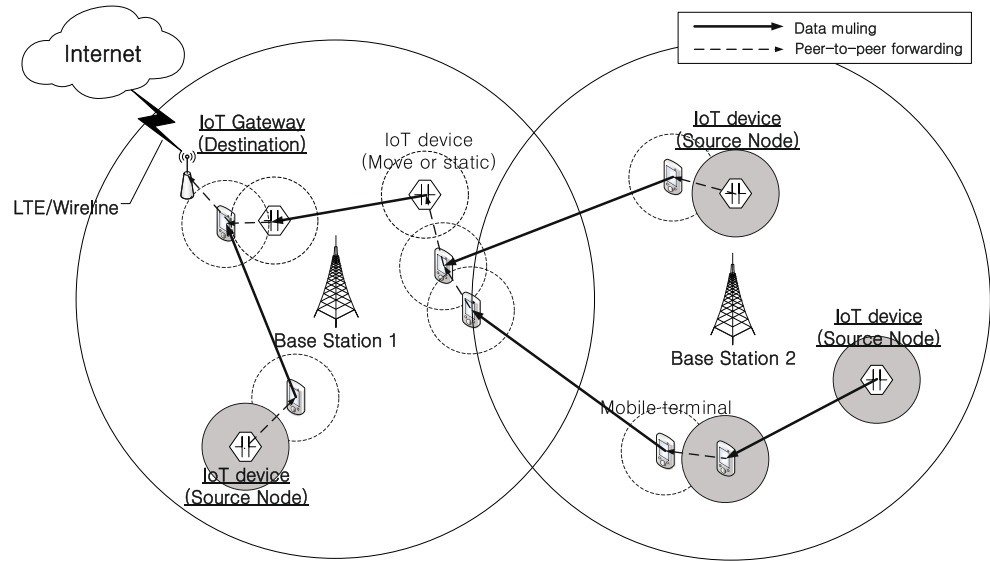 Internet
Data muling
Peer-to-peer forwarding
IoT Gateway
(Destination)
IoT device
(Move or static)
IoT device
(Source Node)
LTE/Wireline
Base Station 1
Base Station 2
IoT device
(Source Node)
Mobile terminal
IoT device
(Source Node)